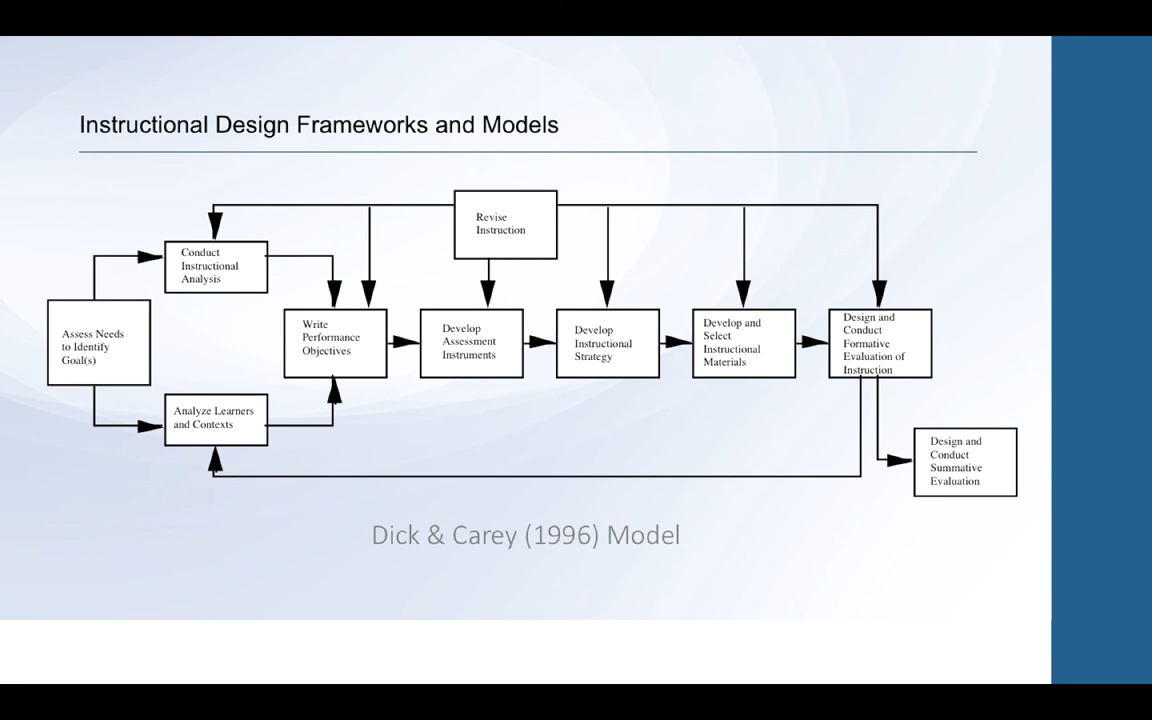 Instructional Design Frameworks and Models
Revise
Instruction
Conduct
Instructional
Analysis
Assess Needs
to Identify
Goal(s)
Write
Performance
Objectives
Develop
Assessment
Instruments
Develop
Instructional
Strategy
Develop and
Select
Instructional
Materials
Design and
Conduct
Formative
Evaluation of
Instruction
Analyze Learners
and Contexts
Design and
Conduct
Summative
Evaluation
Dick & Carey (1996) Model